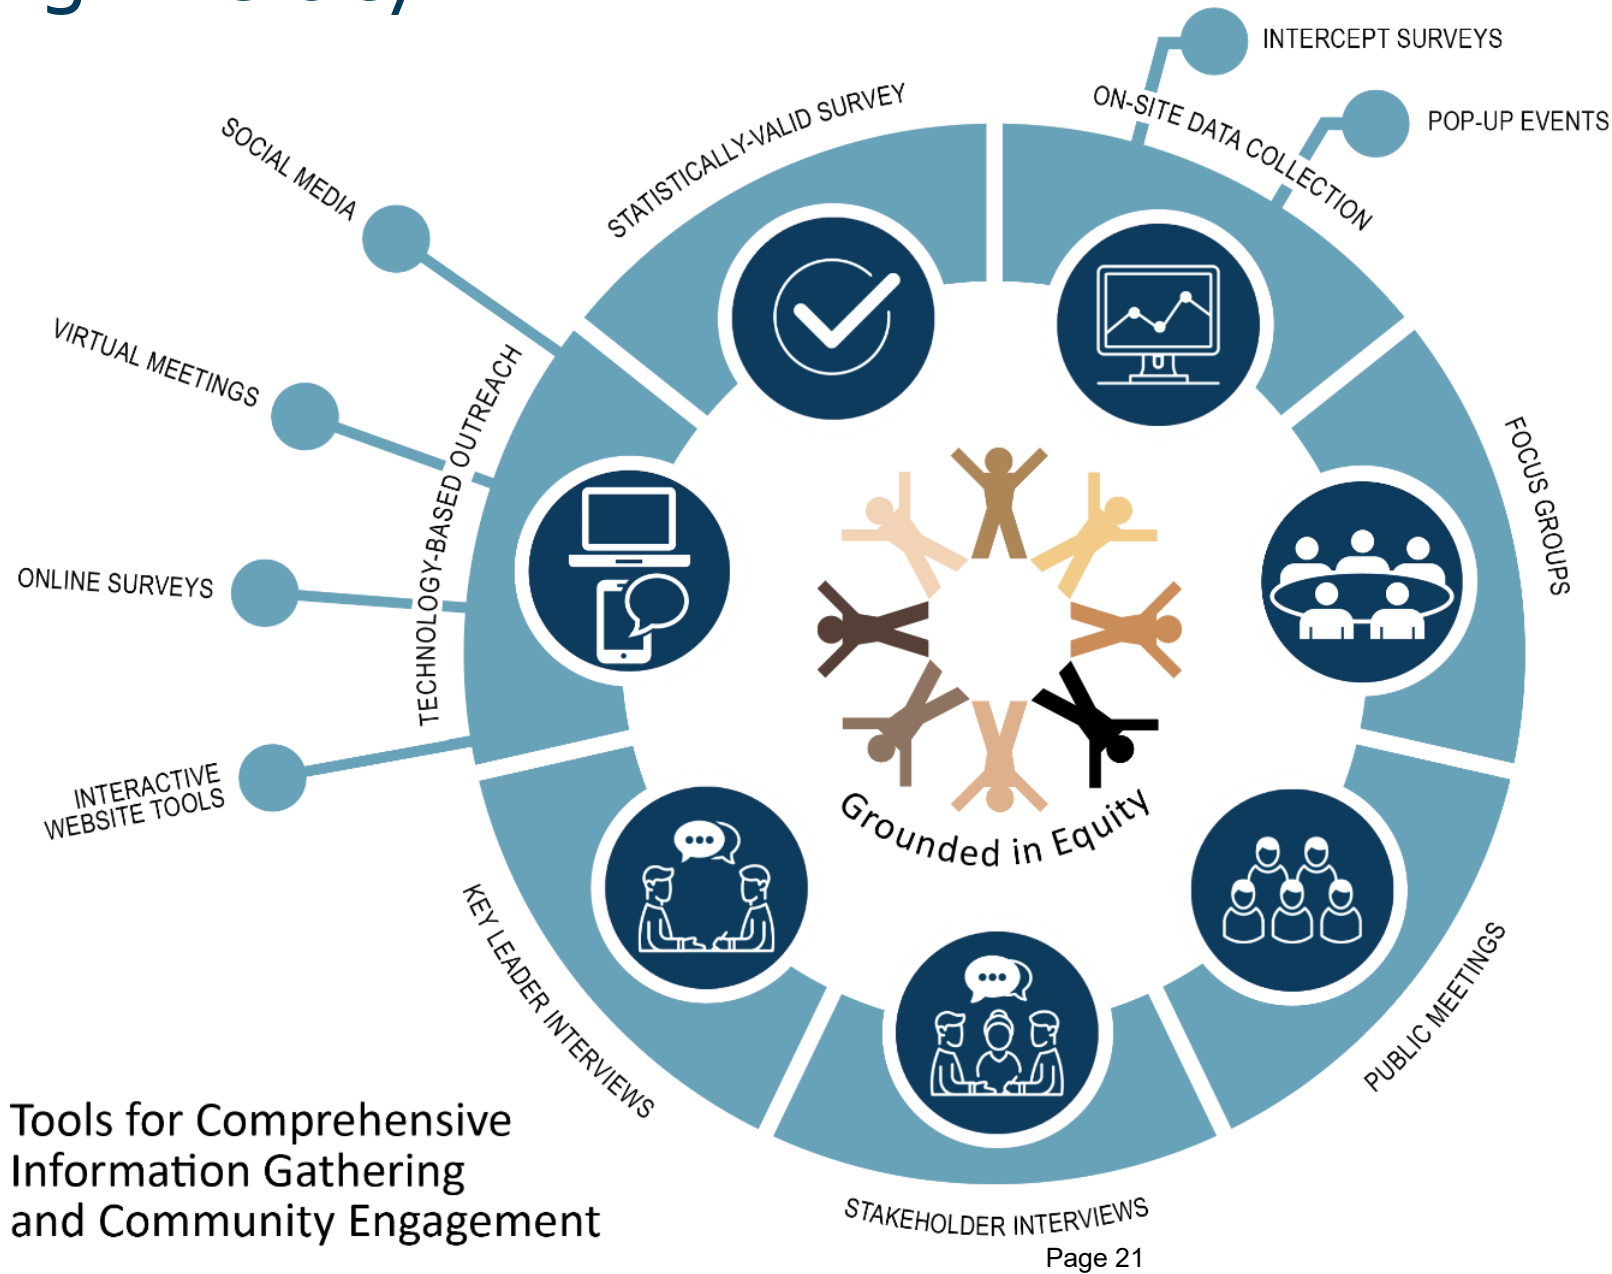 INTERCEPT SURVEYS
POP-UP EVENTS
ON-SITE DATA COLLECTION
STATISTICALLY-VALID SURVEY
SOCIAL MEDIA
VIRTUAL MEETINGS
TECHNOLOGY-BASED OUTREACH
ONLINE SURVEYS
INTERACTIVE
WEBSITE TOOLS
FOCUS GROUPS
Grounded in Equity
KEY LEADER INTERVIEWS
PUBLIC MEETINGS
STAKEHOLDER INTERVIEWS
Tools for Comprehensive
Information Gathering
and Community Engagement
Page 21